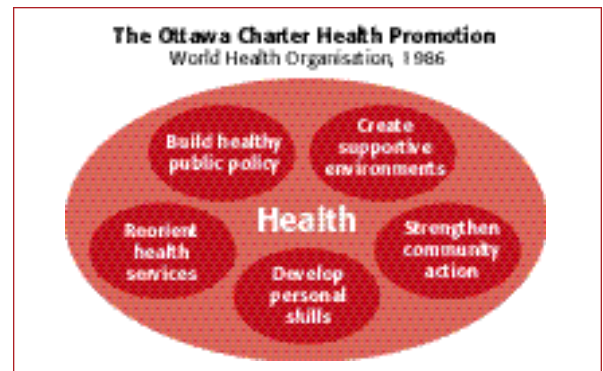 The Ottawa Charter Health Promotion
World Health Organisation, 1986
Build healthy
public policy
Create
supportive
environments
Health
Reorient
health
services
Strengthen
community
action
Develop
personal
skills